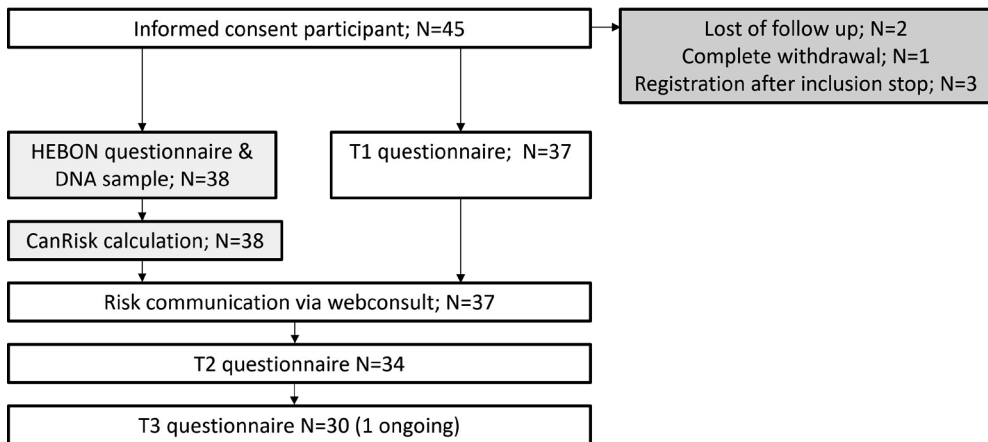 Informed consent participant; N=45
Lost of follow up; N=2
Complete withdrawal; N=1
Registration after inclusion stop; N=3
HEBON questionnaire &
DNA sample; N=38
T1 questionnaire; N=37
CanRisk calculation; N=38
Risk communication via webconsult; N=37
T2 questionnaire N=34
T3 questionnaire N=30 (1 ongoing)